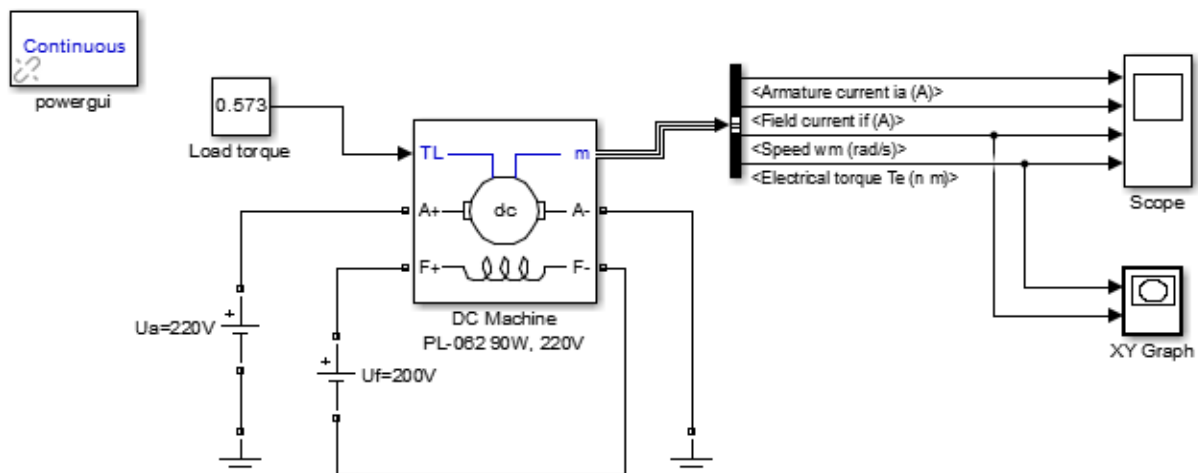 Continuous
powergui
0.573
Load torque
TL
m
A+
dc
A-
F+
F-
DC Machine
PL-062 90W, 220V
+
Ua=220V
+
Uf=200V
<Armature current ia (A)>
<Field current if (A)>
<Speed wm (rad/s)>
<Electrical torque Te (n m)>
Scope
XY Graph